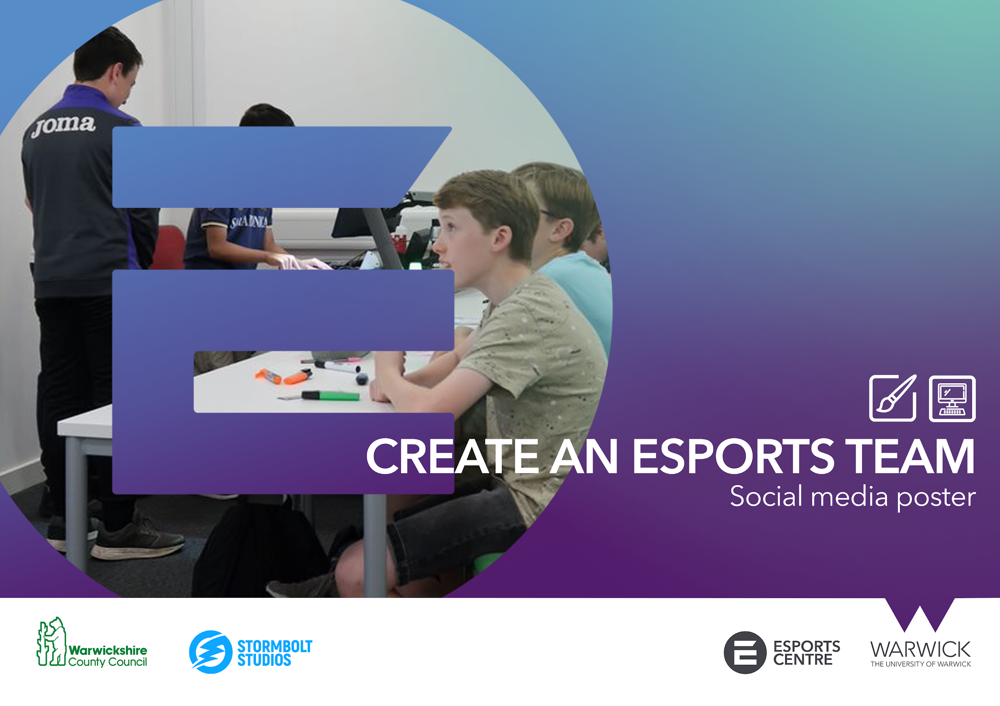 Joma
CREATE AN ESPORTS TEAM
Social media poster
Warwickshire
County Council
STORMBOLT
STUDIOS
ESPORTS
CENTRE
WARWICK
THE UNIVERSITY OF WARWICK